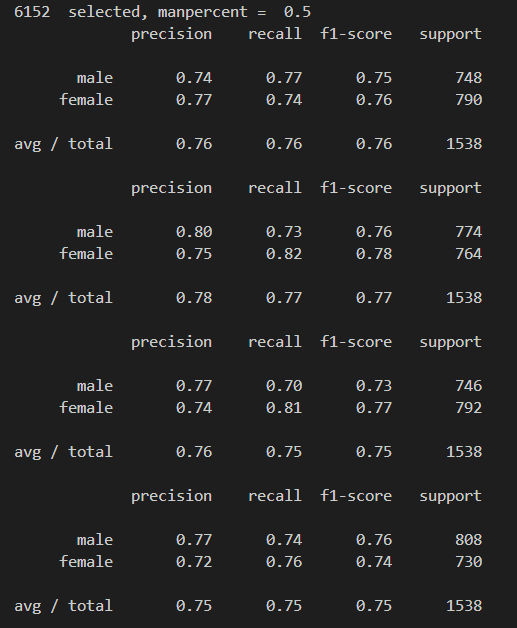 6152 selected, manpercent = 0.5
precision recall f1-score support
male 0.74 0.77 0.75 748
female 0.77 0.74 0.76 790
avg / total 0.76 0.76 0.76 1538
precision recall f1-score support
male 0.80 0.73 0.76 774
female 0.75 0.82 0.78 764
avg / total 0.78 0.77 0.77 1538
precision recall f1-score support
male 0.77 0.70 0.73 746
female 0.74 0.81 0.77 792
avg / total 0.76 0.75 0.75 1538
precision recall f1-score support
male 0.77 0.74 0.76 808
female 0.72 0.76 0.74 730
avg / total 0.75 0.75 0.75 1538